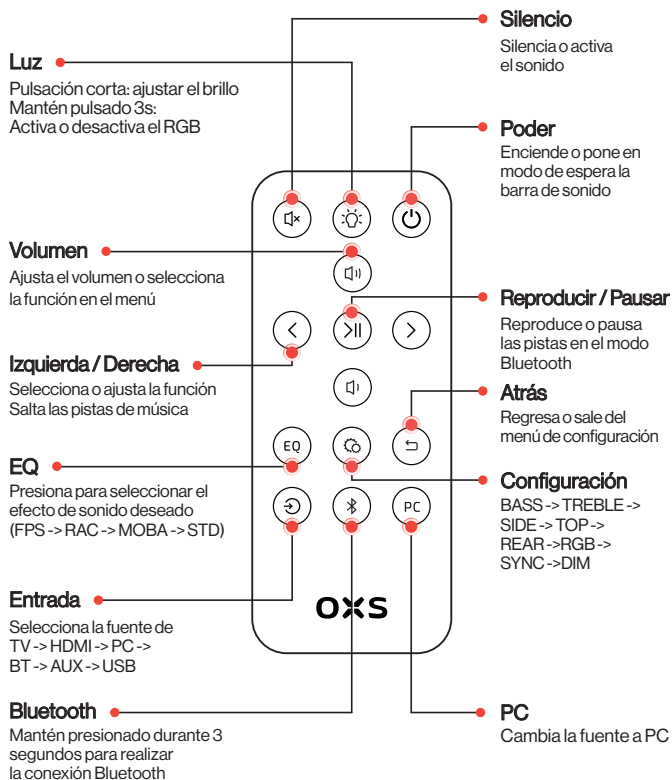 Silencio
Silencia o activa
el sonido
Luz
Pulsación corta: ajustar el brillo
Mantén pulsado 3s:
Activa o desactiva el RGB
Poder
Enciende o pone en
modo de espera la
barra de sonido
Volumen
Ajusta el volumen o selecciona
la función en el menú
Reproducir / Pausar
Reproduce o pausa
las pistas en el modo
Bluetooth
Izquierda / Derecha
Selecciona o ajusta la función
Salta las pistas de música
Atrás
Regresa o sale del
menú de configuración
EQ
EQ
Presiona para seleccionar el
efecto de sonido deseado
(FPS -> RAC -> MOBA -> STD)
Configuración
BASS -> TREBLE ->
SIDE -> TOP ->
REAR ->RGB ->
SYNC ->DIM
PC
OXS
Entrada
Selecciona la fuente de
TV -> HDMI -> PC ->
BT -> AUX -> USB
Bluetooth
Mantén presionado durante 3
segundos para realizar
la conexión Bluetooth
PC
Cambia la fuente a PC